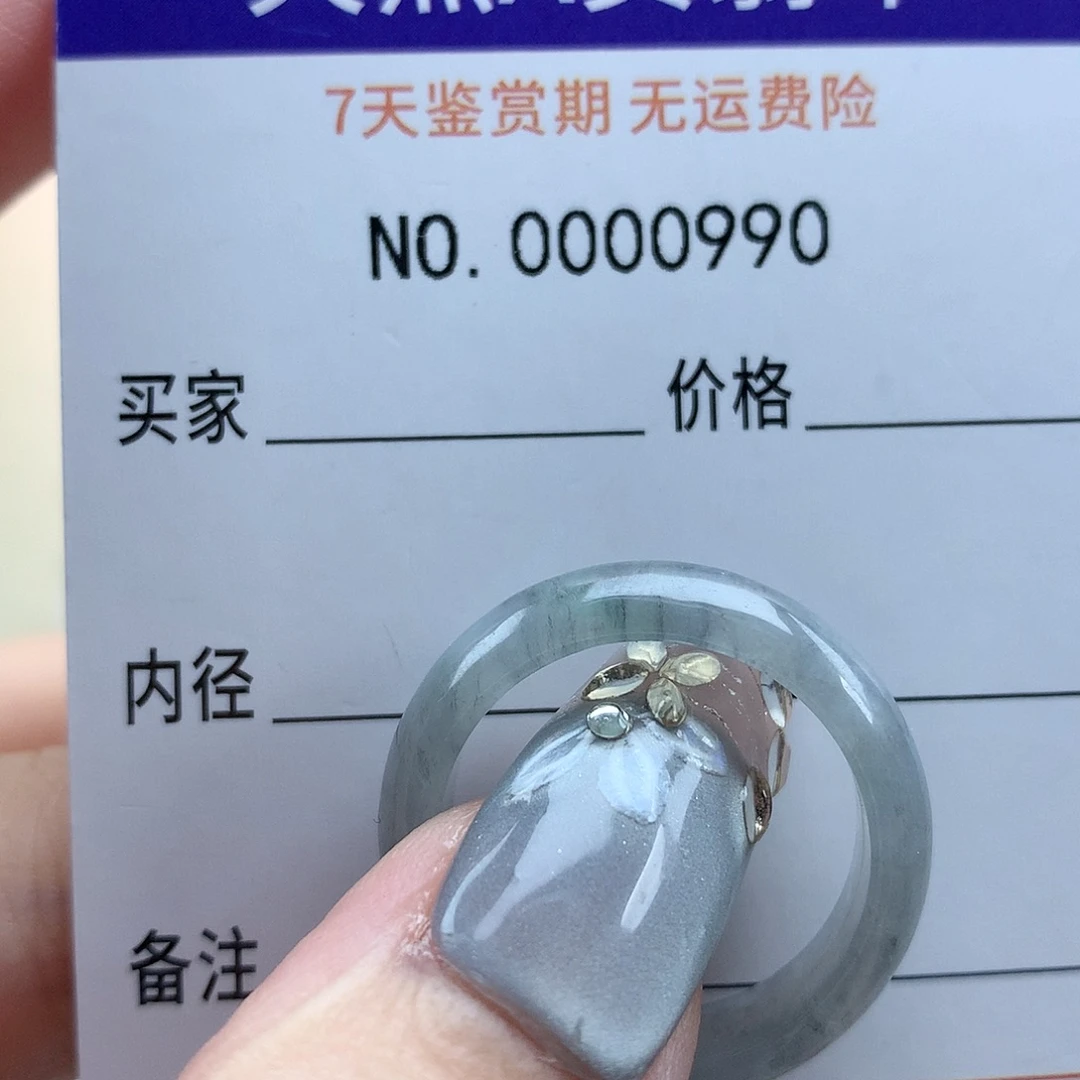 7天鉴赏期 无运费险
NO. 0000990
买家 价格
内径
备注